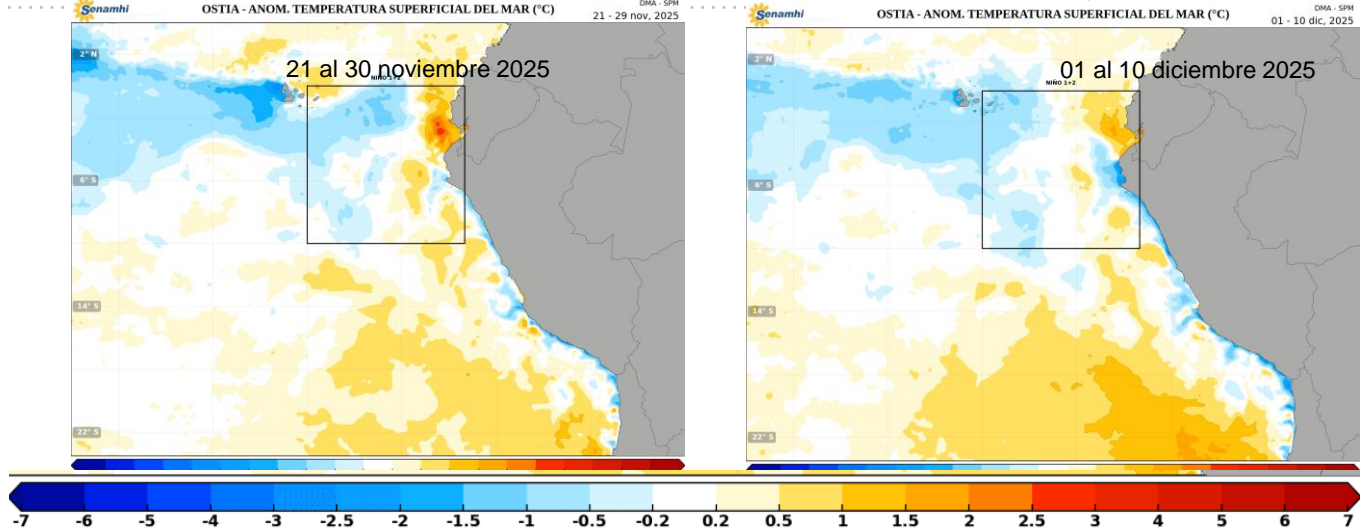 Senamhi
OSTIA - ANOM. TEMPERATURA SUPERFICIAL DEL MAR (°C)
DMA - SPM
21 - 29 nov, 2025
21 al 30 noviembre 2025
NIÑO 1+2
2° N
6° S
14° S
22° S
Senamhi
OSTIA - ANOM. TEMPERATURA SUPERFICIAL DEL MAR (°C)
DMA - SPM
01 - 10 dic, 2025
01 al 10 diciembre 2025
NIÑO 1+2
2° N
6° S
14° S
22° S
-7 -6 -5 -4 -3 -2.5 -2 -1.5 -1 -0.5 -0.2 0.2 0.5 1 1.5 2 2.5 3 4 5 6 7